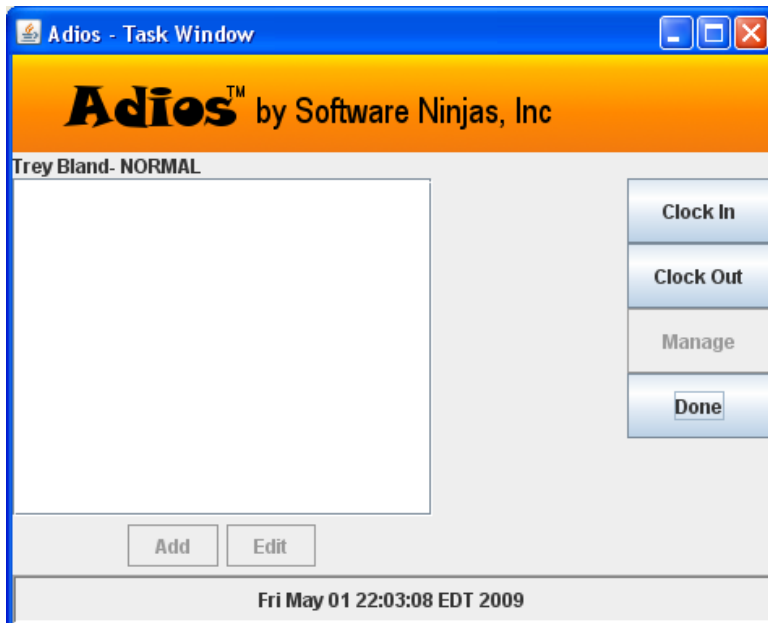 Adios - Task Window
Adios™ by Software Ninjas, Inc
Trey Bland- NORMAL
Clock In
Clock Out
Manage
Done
Add Edit
Fri May 01 22:03:08 EDT 2009